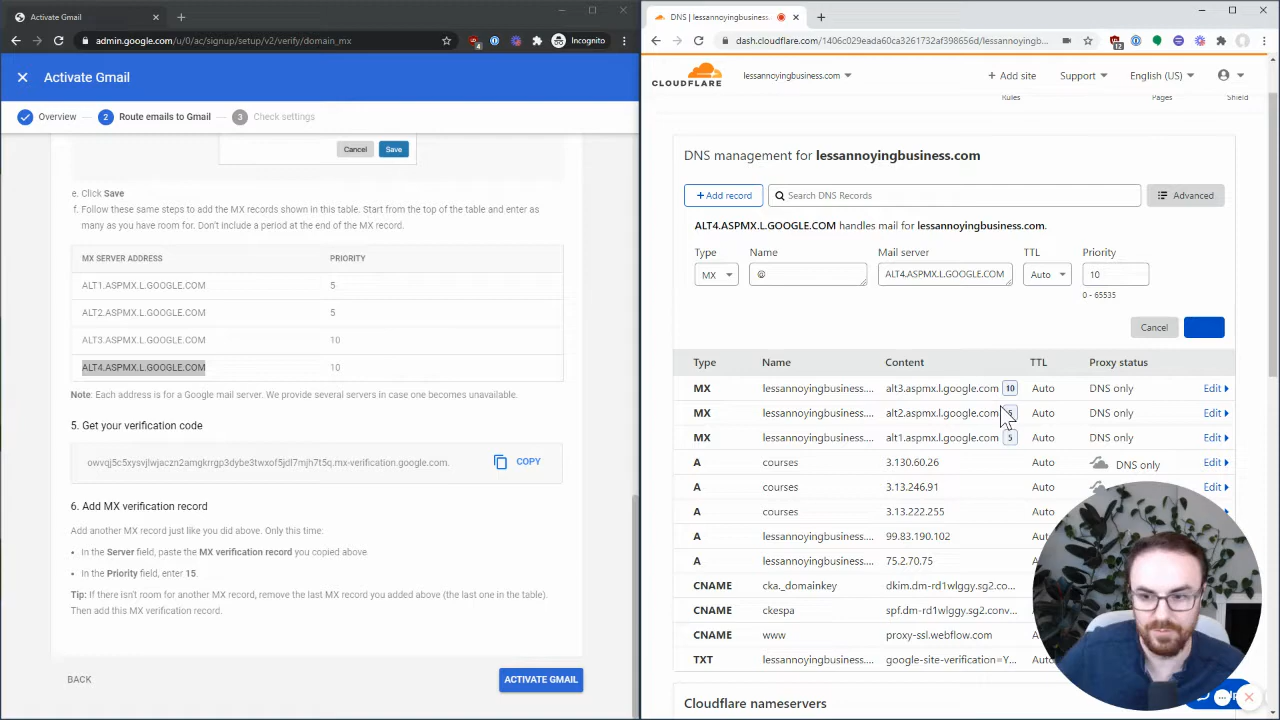 Activate Gmail
admin.google.com/u/0/ac/signup/setup/v2/verify/domain_mx
Incognito
Activate Gmail
Overview
2
Route emails to Gmail
3
Check settings
Cancel
Save
e. Click Save
f. Follow these same steps to add the MX records shown in this table. Start from the top of the table and enter as
many as you have room for. Don't include a period at the end of the MX record.
MX SERVER ADDRESS PRIORITY
ALT1.ASPMX.L.GOOGLE.COM 5
ALT2.ASPMX.L.GOOGLE.COM 5
ALT3.ASPMX.L.GOOGLE.COM 10
ALT4.ASPMX.L.GOOGLE.COM 10
Note: Each address is for a Google mail server. We provide several servers in case one becomes unavailable.
5. Get your verification code
COPY
6. Add MX verification record
Add another MX record just like you did above. Only this time:
• In the Server field, paste the MX verification record you copied above
• In the Priority field, enter 15.
Tip: If there isn't room for another MX record, remove the last MX record you added above (the last one in the table).
Then add this MX verification record.
BACK
ACTIVATE GMAIL
DNS | lessannoyingbusiness.
dash.cloudflare.com/1406c029eada60ca3261732af398656d/lessannoyingb...
12
CLOUDFLARE
lessannoyingbusiness.com
Add site
Support
English (US)
Rules
Pages
Shield
DNS management for lessannoyingbusiness.com
+Add record
Search DNS Records
Advanced
ALT4.ASPMX.L.GOOGLE.COM handles mail for lessannoyingbusiness.com.
Type Name Mail server TTL Priority
MX @ ALT4.ASPMX.L.GOOGLE.COM Auto 10
0 - 65535
Cancel
Type Name Content TTL Proxy status
MX lessannoyingbusiness.... alt3.aspmx.l.google.com 10 Auto DNS only Edit
MX lessannoyingbusiness.... alt2.aspmx.l.google.com Auto DNS only Edit
MX lessannoyingbusiness.... alt1.aspmx.l.google.com 5 Auto DNS only Edit
A courses 3.130.60.26 Auto DNS only Edit
A courses 3.13.246.91 Auto Edit
A courses 3.13.222.255 Auto
A lessannoyingbusiness.... 99.83.190.102 Auto
A lessannoyingbusiness.... 75.2.70.75 Auto
CNAME cka._domainkey dkim.dm-rd1wlggy.sg2.co... Auto
CNAME ckespa spf.dm-rd1wlggy.sg2.conv... Auto
CNAME www proxy-ssl.webflow.com Auto
TXT lessannoyingbusiness.... google-site-verification=Y...
Cloudflare nameservers